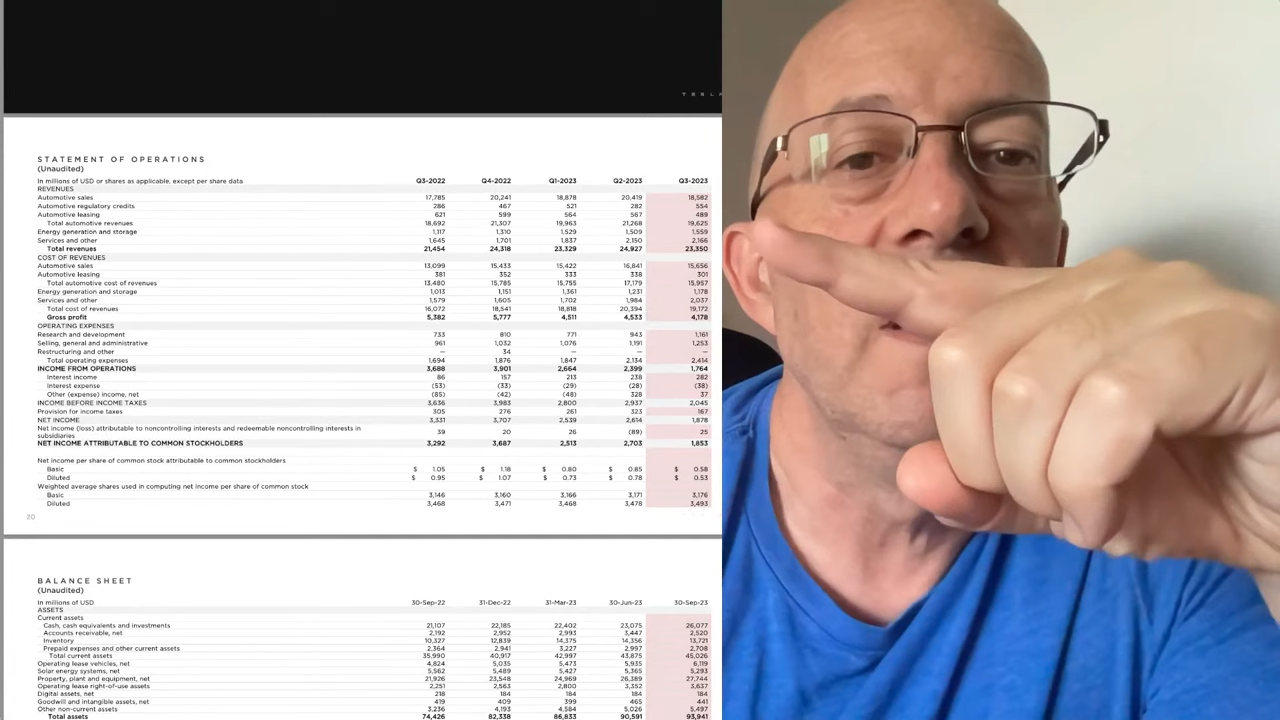 TESLA
STATEMENT OF OPERATIONS
(Unaudited)
In millions of USD or shares as applicable, except per share data Q3-2022 Q4-2022 Q1-2023 Q2-2023 Q3-2023
REVENUES
Automotive sales 17,785 20,241 18,878 20,419 18,582
Automotive regulatory credits 286 467 521 282 554
Automotive leasing 621 599 564 567 489
Total automotive revenues 18,692 21,307 19,963 21,268 19,625
Energy generation and storage 1,117 1,310 1,529 1,509 1,559
Services and other 1,645 1,701 1,837 2,150 2,166
Total revenues 21,454 24,318 23,329 24,927 23,350
COST OF REVENUES
Automotive sales 13,099 15,433 15,422 16,841 15,656
Automotive leasing 381 352 333 338 301
Total automotive cost of revenues 13,480 15,785 15,755 17,179 15,957
Energy generation and storage 1,013 1,151 1,361 1,231 1,178
Services and other 1,579 1,605 1,702 1,984 2,037
Total cost of revenues 16,072 18,541 18,818 20,394 19,172
Gross profit 5,382 5,777 4,511 4,533 4,178
OPERATING EXPENSES
Research and development 733 810 771 943 1,161
Selling, general and administrative 961 1,032 1,076 1,191 1,253
Restructuring and other — 34 — — —
Total operating expenses 1,694 1,876 1,847 2,134 2,414
INCOME FROM OPERATIONS 3,688 3,901 2,664 2,399 1,764
Interest income 86 157 213 238 282
Interest expense (53) (33) (29) (28) (38)
Other (expense) income, net (85) (42) (48) 328 37
INCOME BEFORE INCOME TAXES 3,636 3,983 2,800 2,937 2,045
Provision for income taxes 305 276 261 323 167
NET INCOME 3,331 3,707 2,539 2,614 1,878
Net income (loss) attributable to noncontrolling interests and redeemable noncontrolling interests in
subsidiaries 39 20 26 (89) 25
NET INCOME ATTRIBUTABLE TO COMMON STOCKHOLDERS 3,292 3,687 2,513 2,703 1,853
Net income per share of common stock attributable to common stockholders
Basic $ 1.05 $ 1.18 $ 0.80 $ 0.85 $ 0.58
Diluted $ 0.95 $ 1.07 $ 0.73 $ 0.78 $ 0.53
Weighted average shares used in computing net income per share of common stock
Basic 3,146 3,160 3,166 3,171 3,176
Diluted 3,468 3,471 3,468 3,478 3,493
20
BALANCE SHEET
(Unaudited)
In millions of USD 30-Sep-22 31-Dec-22 31-Mar-23 30-Jun-23 30-Sep-23
ASSETS
Current assets
Cash, cash equivalents and investments 21,107 22,185 22,402 23,075 26,077
Accounts receivable, net 2,192 2,952 2,993 3,447 2,520
Inventory 10,327 12,839 14,375 14,356 13,721
Prepaid expenses and other current assets 2,364 2,941 3,227 2,997 2,708
Total current assets 35,990 40,917 42,997 43,875 45,026
Operating lease vehicles, net 4,824 5,035 5,473 5,935 6,119
Solar energy systems, net 5,562 5,489 5,427 5,365 5,293
Property, plant and equipment, net 21,926 23,548 24,969 26,389 27,744
Operating lease right-of-use assets 2,251 2,563 2,800 3,352 3,637
Digital assets, net 218 184 184 184 184
Goodwill and intangible assets, net 419 409 399 465 441
Other non-current assets 3,236 4,193 4,584 5,026 5,497
Total assets 74,426 82,338 86,833 90,591 93,941